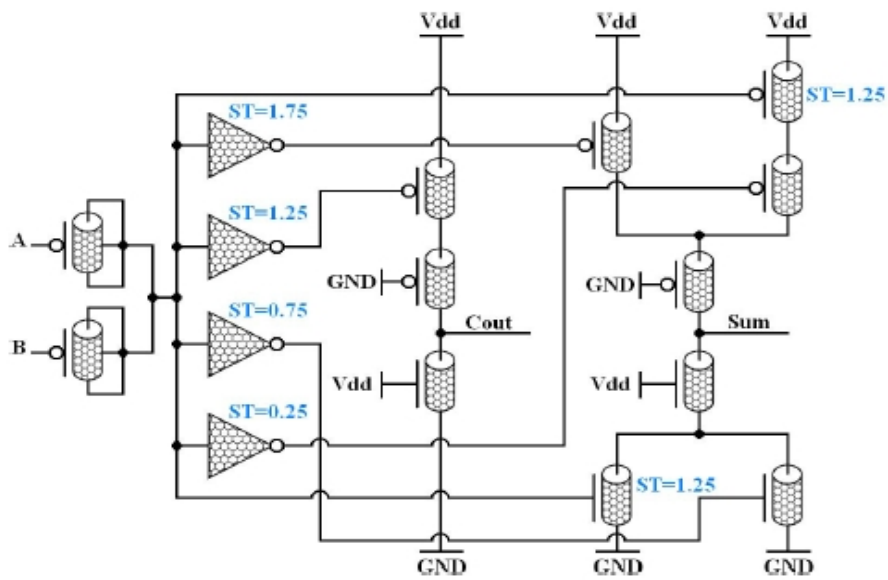 Vdd
Vdd
Vdd
ST=1.75
ST=1.25
ST=1.25
A
GND
GND
ST=0.75
Cout
Sum
B
Vdd
Vdd
ST=0.25
ST=1.25
GND
GND
GND